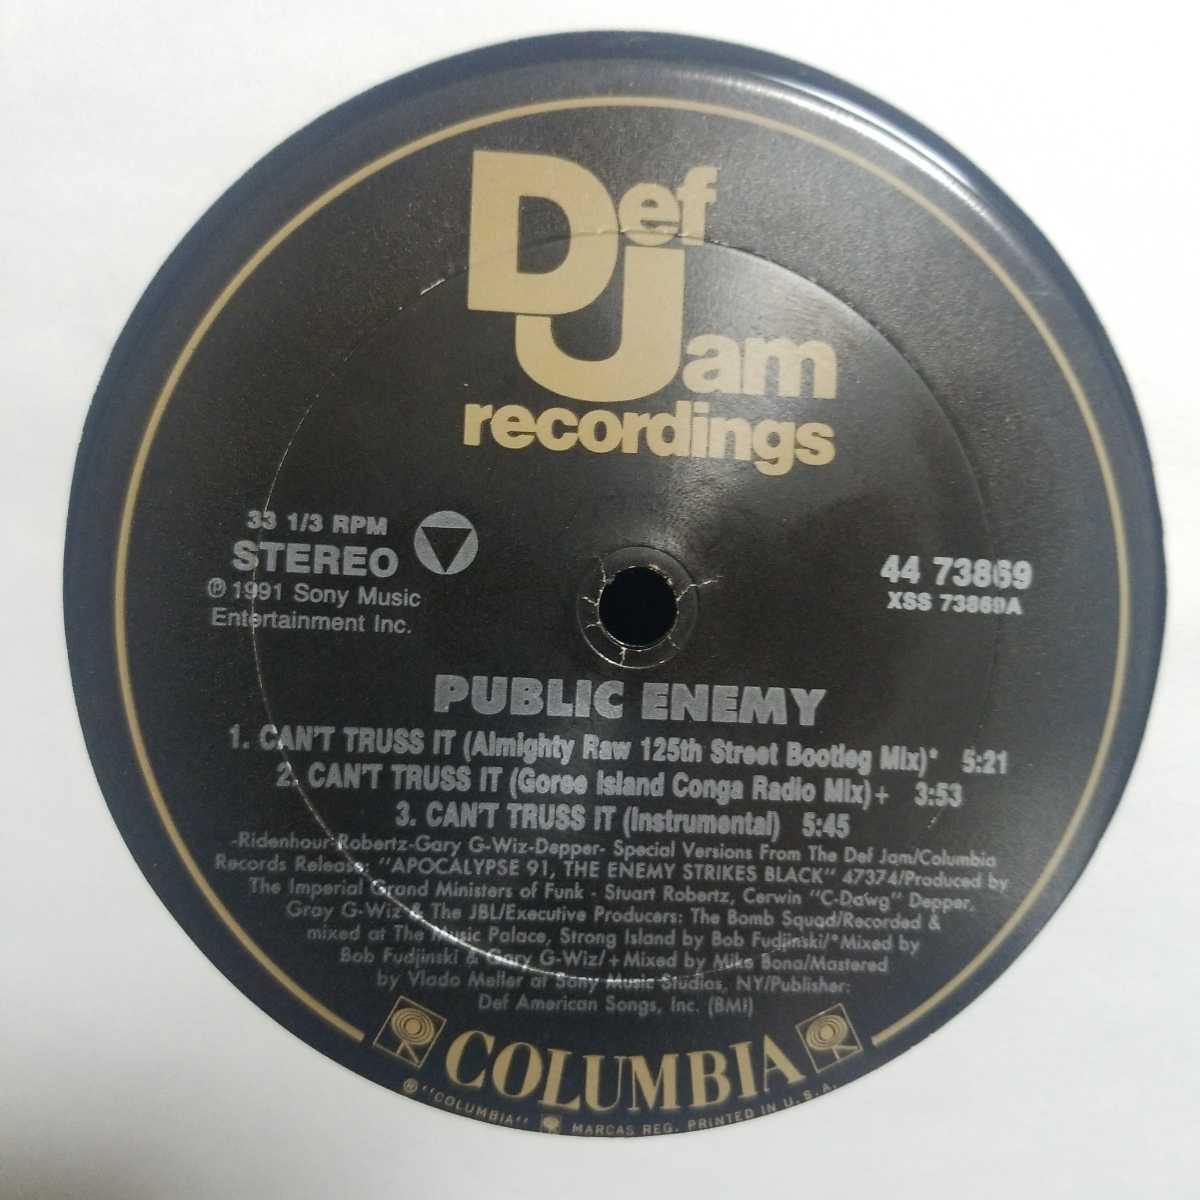 Def
Jam
recordings
33 1/3 RPM
STEREO
℗ 1991 Sony Music
Entertainment Inc.
44 73869
XSS 73869A
PUBLIC ENEMY
1. CAN'T TRUSS IT (Almighty Raw 125th Street Bootleg Mix)* 5:21
2. CAN'T TRUSS IT (Goree Island Conga Radio Mix)+ 3:53
3. CAN'T TRUSS IT (Instrumental) 5:45
-Ridenhour-Robertz-Gary G-Wiz-Depper- Special Versions From The Def Jam/Columbia
Records Release: "APOCALYPSE 91, THE ENEMY STRIKES BLACK" 47374/Produced by
The Imperial Grand Ministers of Funk - Stuart Robertz, Cerwin "C-Dawg" Depper,
Gray G-Wiz & The JBL/Executive Producers: The Bomb Squad/Recorded &
mixed at The Music Palace, Strong Island by Bob Fudjinski/*Mixed by
Bob Fudjinski & Gary G-Wiz/+Mixed by Mike Bona/Mastered
by Vlado Meller at Sony Music Studios, NY/Publisher:
Def American Songs, Inc. (BMI)
COLUMBIA
® "COLUMBIA" MARCAS REG. PRINTED IN U.S.A.